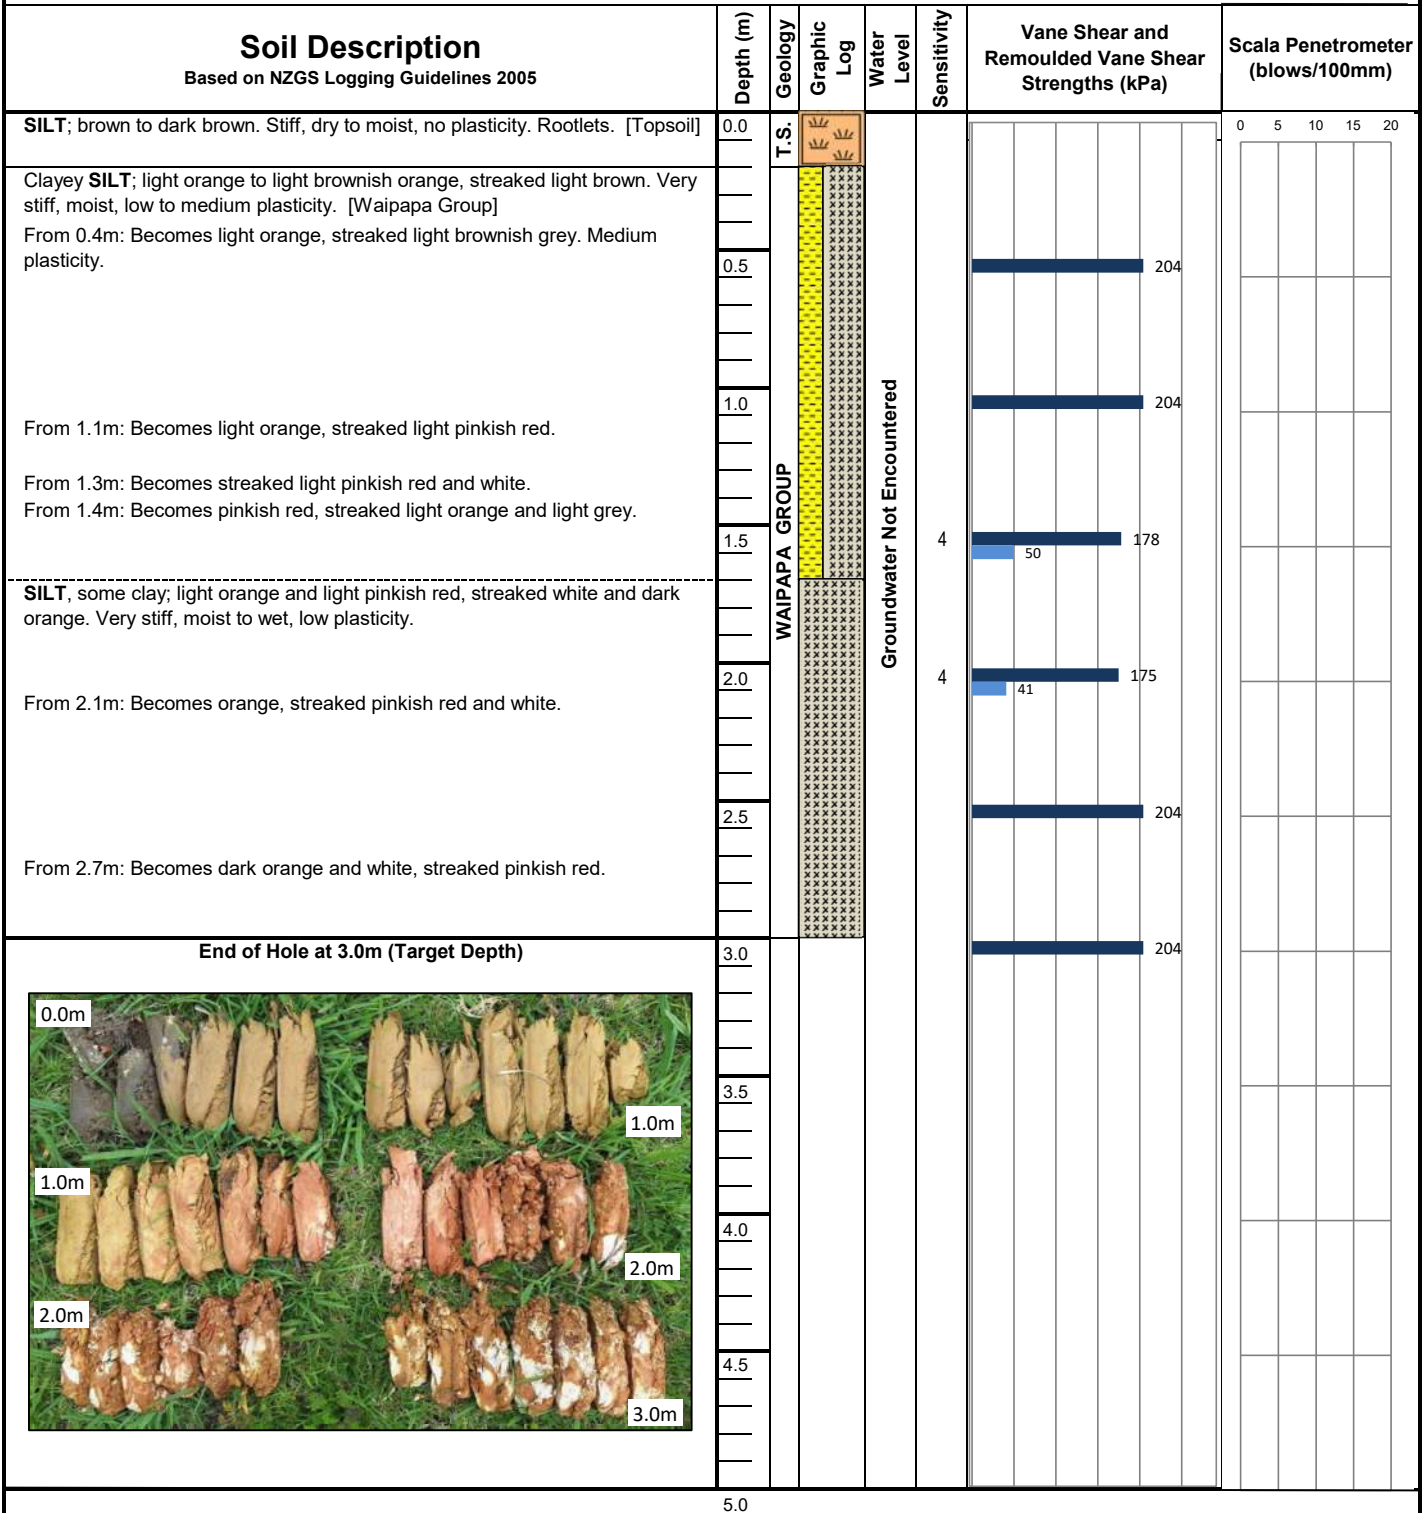 Soil Description
Based on NZGS Logging Guidelines 2005
Depth (m)
Geology
Graphic
Log
Water
Level
Sensitivity
Vane Shear and
Remoulded Vane Shear
Strengths (kPa)
Scala Penetrometer
(blows/100mm)
0 5 10 15 20
SILT; brown to dark brown. Stiff, dry to moist, no plasticity. Rootlets. [Topsoil]
0.0
T.S.
Clayey SILT; light orange to light brownish orange, streaked light brown. Very
stiff, moist, low to medium plasticity. [Waipapa Group]
From 0.4m: Becomes light orange, streaked light brownish grey. Medium
plasticity.
0.5
204
1.0
204
From 1.1m: Becomes light orange, streaked light pinkish red.
From 1.3m: Becomes streaked light pinkish red and white.
From 1.4m: Becomes pinkish red, streaked light orange and light grey.
1.5
4
178
50
WAIPAPA GROUP
Groundwater Not Encountered
SILT, some clay; light orange and light pinkish red, streaked white and dark
orange. Very stiff, moist to wet, low plasticity.
2.0
4
175
41
From 2.1m: Becomes orange, streaked pinkish red and white.
2.5
204
From 2.7m: Becomes dark orange and white, streaked pinkish red.
End of Hole at 3.0m (Target Depth)
3.0
204
0.0m
1.0m
1.0m
2.0m
2.0m
3.0m
3.5
4.0
4.5
5.0